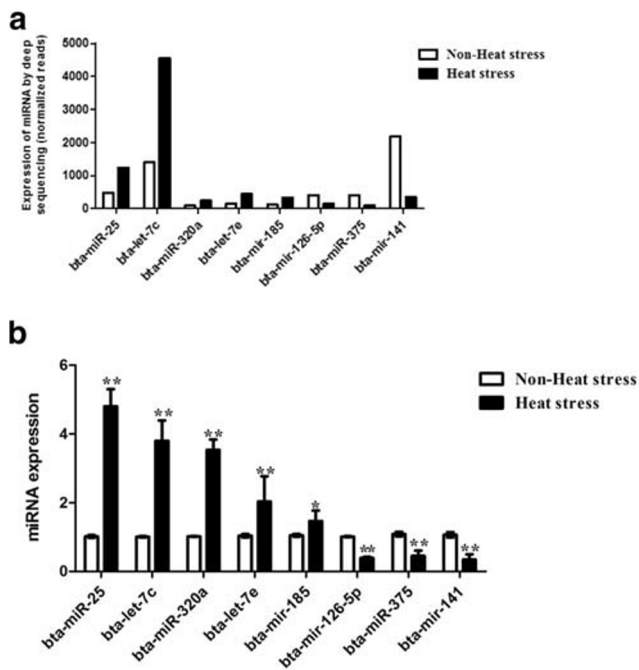 a
Expression of miRNA by deep
sequencing (normalized reads)
5000
4000
3000
2000
1000
0
Non-Heat stress
Heat stress
bta-miR-25
bta-let-7c
bta-miR-320a
bta-let-7e
bta-mir-185
bta-mir-126-5p
bta-miR-375
bta-mir-141
b
miRNA expression
6
4
2
0
**
**
**
**
*
**
**
**
Non-Heat stress
Heat stress
bta-miR-25
bta-let-7c
bta-miR-320a
bta-let-7e
bta-mir-185
bta-mir-126-5p
bta-miR-375
bta-mir-141